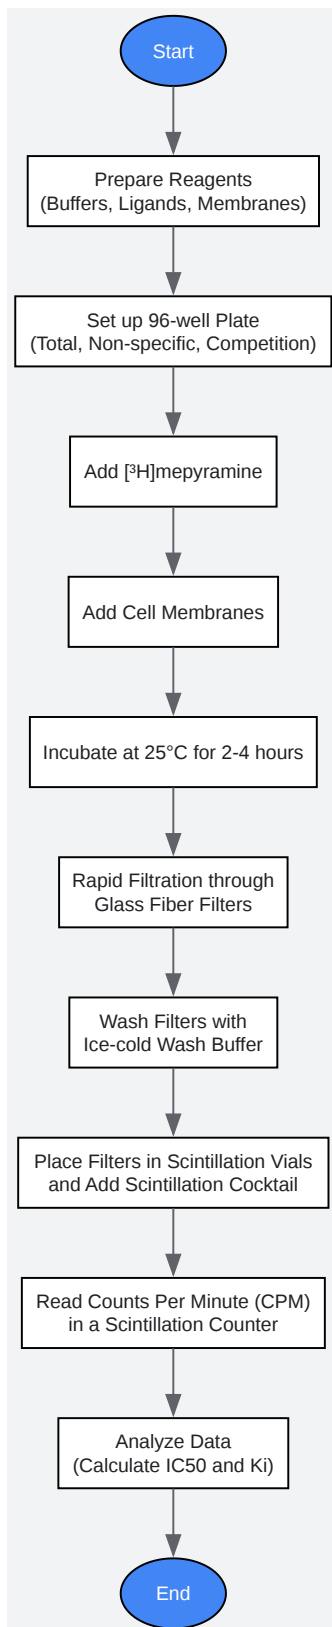 Start
Prepare Reagents
(Buffers, Ligands, Membranes)
Set up 96-well Plate
(Total, Non-specific, Competition)
Add [³H]mepyramine
Add Cell Membranes
Incubate at 25°C for 2-4 hours
Rapid Filtration through
Glass Fiber Filters
Wash Filters with
Ice-cold Wash Buffer
Place Filters in Scintillation Vials
and Add Scintillation Cocktail
Read Counts Per Minute (CPM)
in a Scintillation Counter
Analyze Data
(Calculate IC50 and Ki)
End